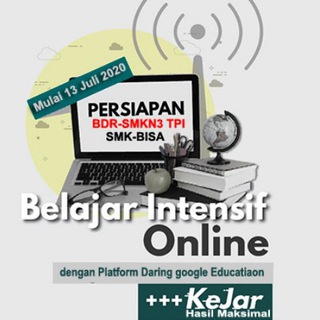 Mulai 13 Juli 2020
PERSIAPAN
BDR-SMKN3 TPI
SMK-BISA
Belajar Intensif
Online
dengan Platform Daring google Educatiaon
+++KeJar
Hasil Maksimal